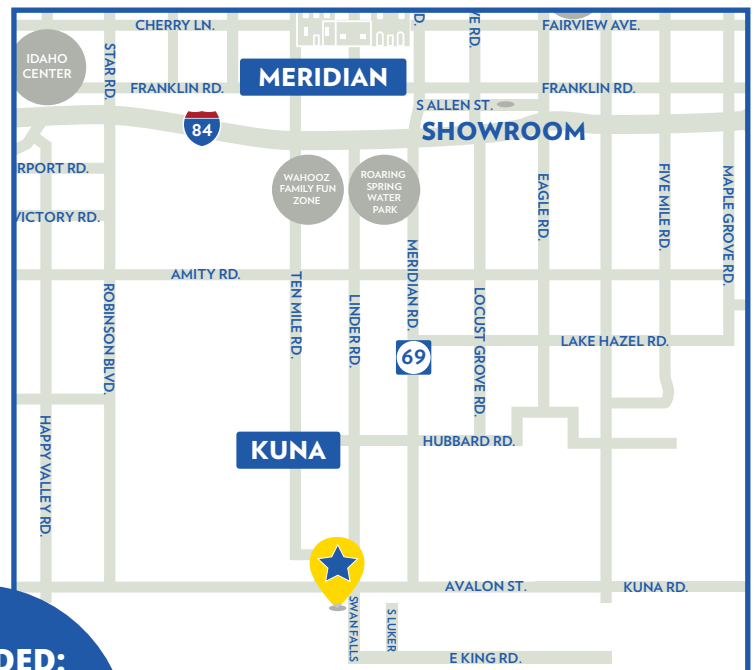 CHERRY LN.
D.
VE RD.
FAIRVIEW AVE.
IDAHO
CENTER
STAR RD.
FRANKLIN RD.
MERIDIAN
FRANKLIN RD.
S ALLEN ST.
84
SHOWROOM
RPORT RD.
WAHOOZ
FAMILY FUN
ZONE
ROARING
SPRING
WATER
PARK
EAGLE RD.
FIVE MILE RD.
MAPLE GROVE RD.
VICTORY RD.
AMITY RD.
TEN MILE RD.
LINDER RD.
MERIDIAN RD.
LOCUST GROVE RD.
ROBINSON BLVD.
LAKE HAZEL RD.
69
HAPPY VALLEY RD.
KUNA
HUBBARD RD.
AVALON ST.
KUNA RD.
SWAN FALLS
S LUKER
E KING RD.
DED: